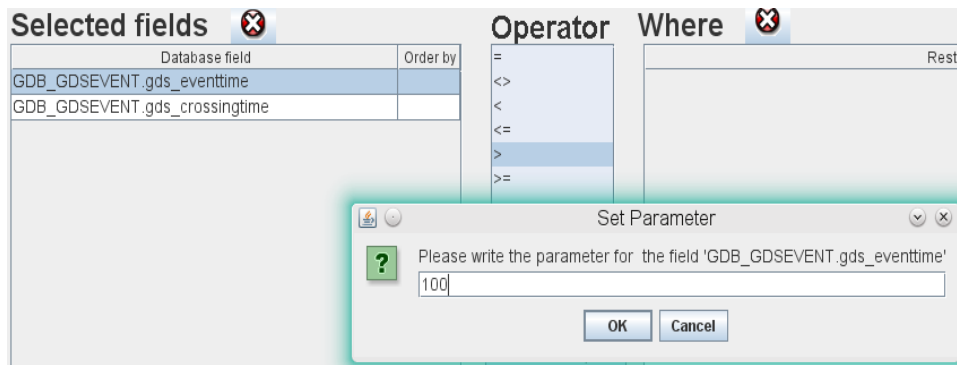 Selected fields
Operator
Where
Database field
Order by
GDB_GDSEVENT.gds_eventtime
GDB_GDSEVENT.gds_crossingtime
=
<>
<
<=
>
>=
Rest
Set Parameter
?
Please write the parameter for the field 'GDB_GDSEVENT.gds_eventtime'
100
OK
Cancel